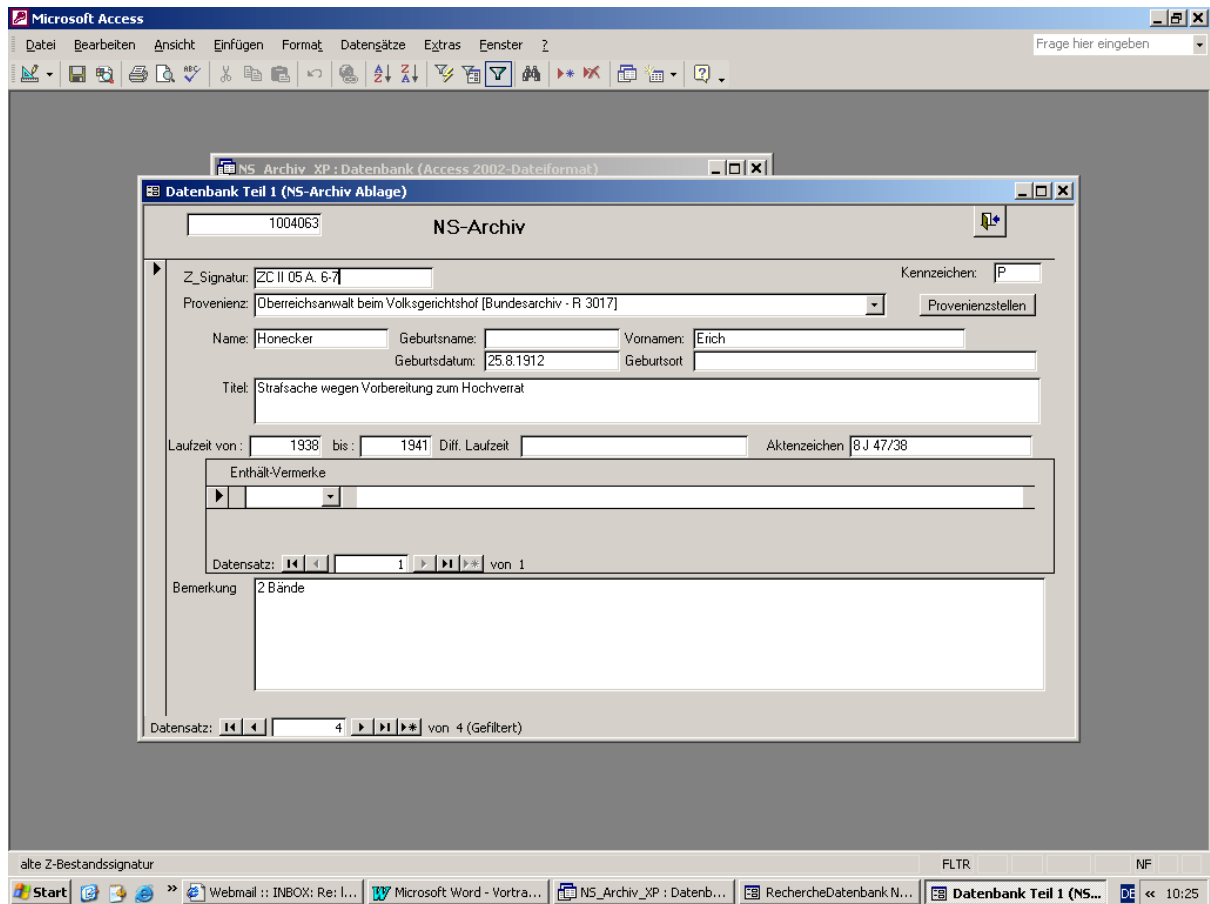 Microsoft Access
Datei Bearbeiten Ansicht Einfügen Format Datensätze Extras Fenster ? Frage hier eingeben
NS_Archiv_XP : Datenbank (Access 2002-Dateiformat)
Datenbank Teil 1 (NS-Archiv Ablage)
1004063 NS-Archiv
Z_Signatur: ZC II 05 A. 6-7 Kennzeichen: P
Provenienz: Oberreichsanwalt beim Volksgerichtshof [Bundesarchiv - R 3017] Provenienzstellen
Name: Honecker Geburtsname: Vornamen: Erich
Geburtsdatum: 25.8.1912 Geburtsort
Titel: Strafsache wegen Vorbereitung zum Hochverrat
Laufzeit von : 1938 bis : 1941 Diff. Laufzeit Aktenzeichen 8 J 47/38
Enthält-Vermerke
Datensatz: 1 von 1
Bemerkung 2 Bände
Datensatz: 4 von 4 (Gefiltert)
alte Z-Bestandssignatur FLTR NF
Start » Webmail :: INBOX: Re: I... Microsoft Word - Vortra... NS_Archiv_XP : Datenb... RechercheDatenbank N... Datenbank Teil 1 (NS... DE « 10:25